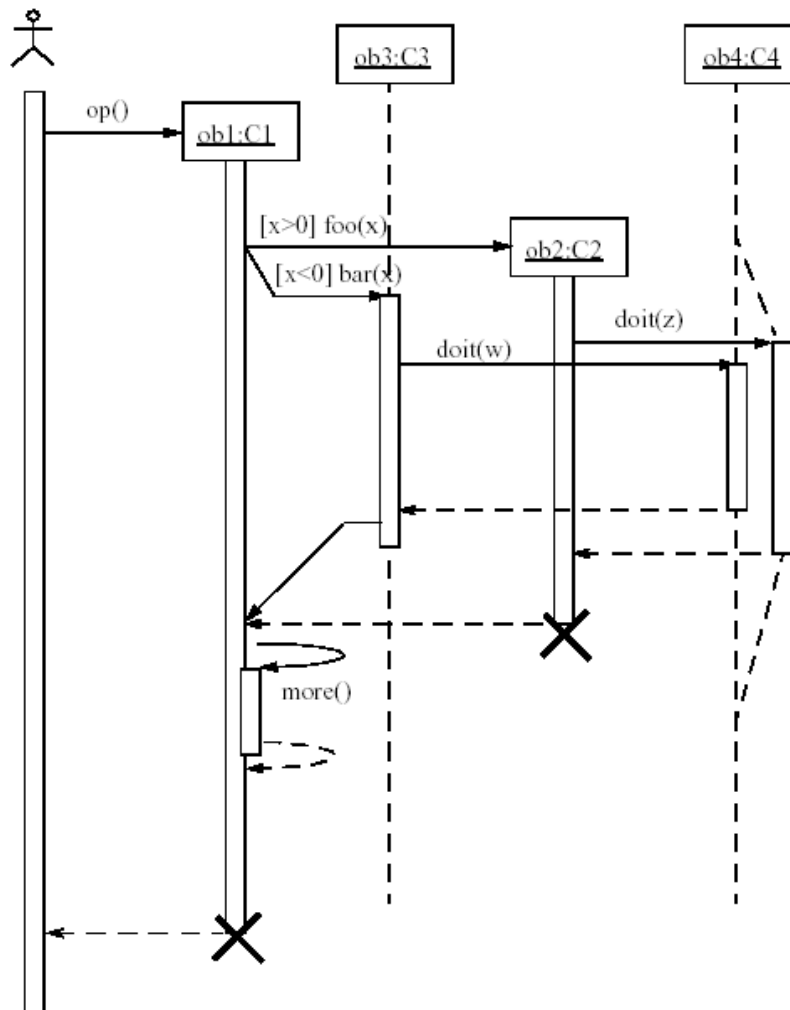 ob3:C3
ob4:C4
op()
ob1:C1
[x>0] foo(x)
ob2:C2
[x<0] bar(x)
doit(z)
doit(w)
more()